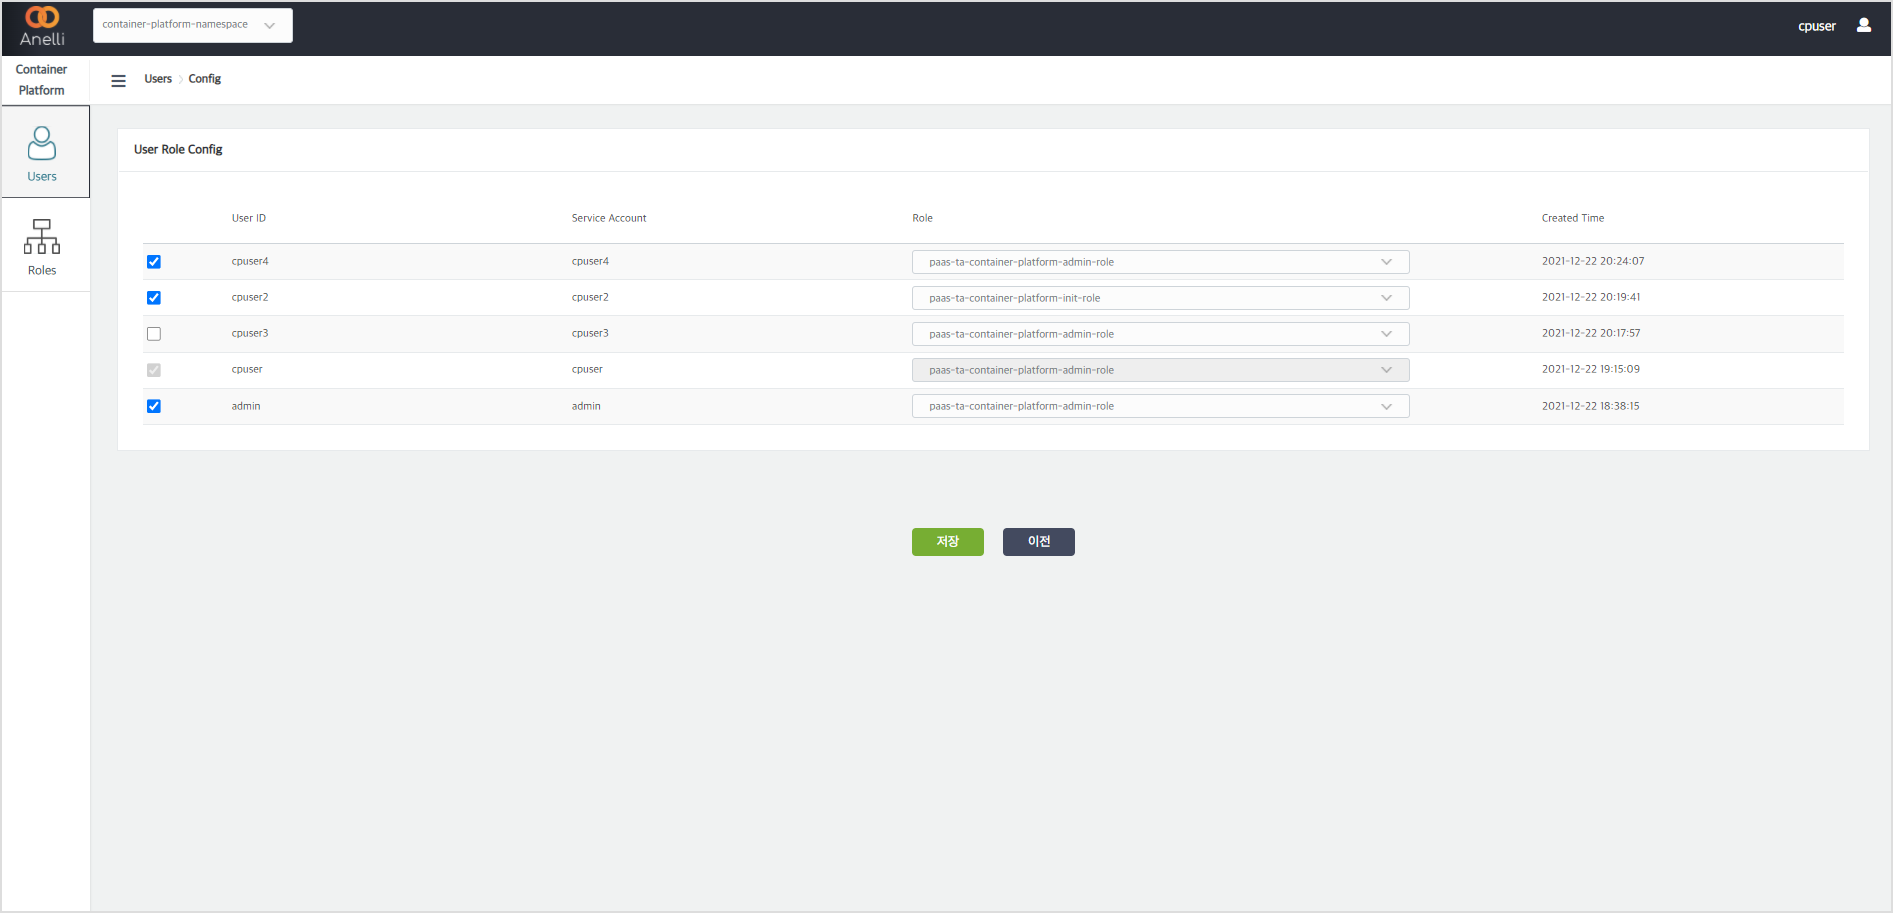 Anelli
container-platform-namespace
cpuser
Container
Platform
Users
Config
Users
Roles
User Role Config
User ID Service Account Role Created Time
cpuser4 cpuser4 paas-ta-container-platform-admin-role 2021-12-22 20:24:07
cpuser2 cpuser2 paas-ta-container-platform-init-role 2021-12-22 20:19:41
cpuser3 cpuser3 paas-ta-container-platform-admin-role 2021-12-22 20:17:57
cpuser cpuser paas-ta-container-platform-admin-role 2021-12-22 19:15:09
admin admin paas-ta-container-platform-admin-role 2021-12-22 18:38:15
저장
이전